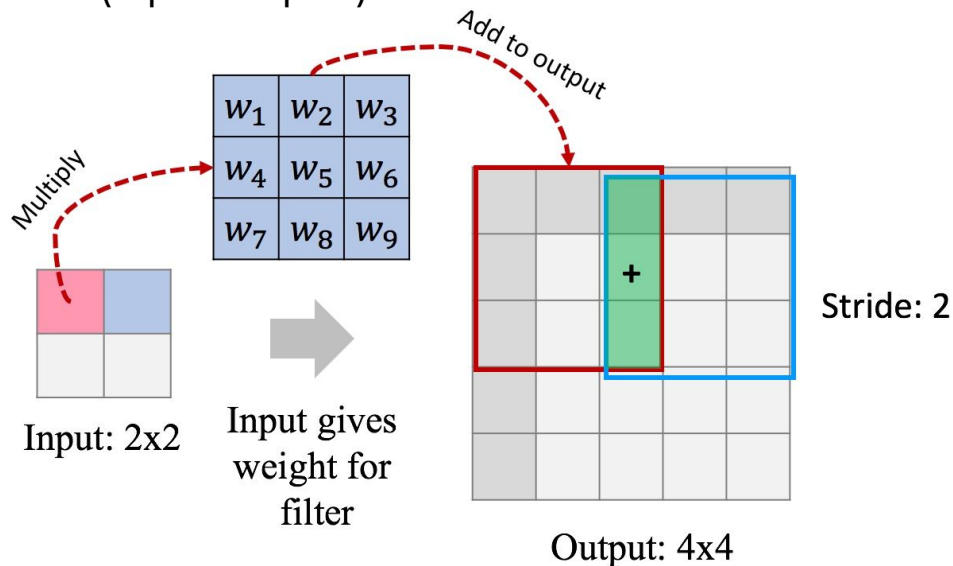 Add to output
Multiply
w₁ w₂ w₃
w₄ w₅ w₆
w₇ w₈ w₉
+
Stride: 2
Input: 2x2
Input gives
weight for
filter
Output: 4x4